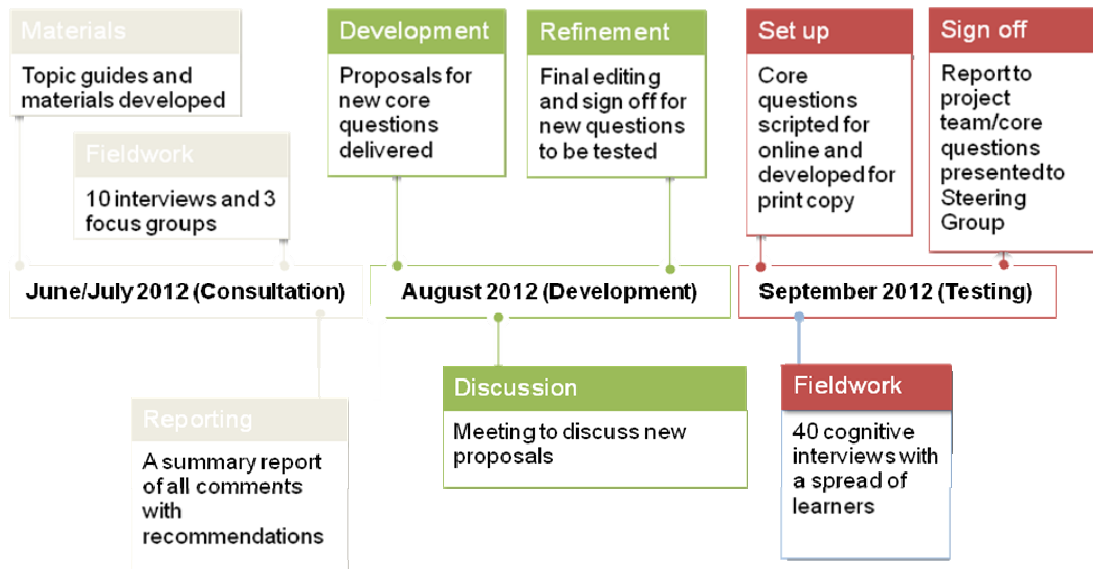 Materials
Topic guides and
materials developed
Fieldwork
10 interviews and 3
focus groups
Development
Proposals for
new core
questions
delivered
Refinement
Final editing
and sign off for
new questions
to be tested
Set up
Core
questions
scripted for
online and
developed for
print copy
Sign off
Report to
project
team/core
questions
presented to
Steering
Group
June/July 2012 (Consultation)
August 2012 (Development)
September 2012 (Testing)
Reporting
A summary report
of all comments
with
recommendations
Discussion
Meeting to discuss new
proposals
Fieldwork
40 cognitive
interviews with
a spread of
learners